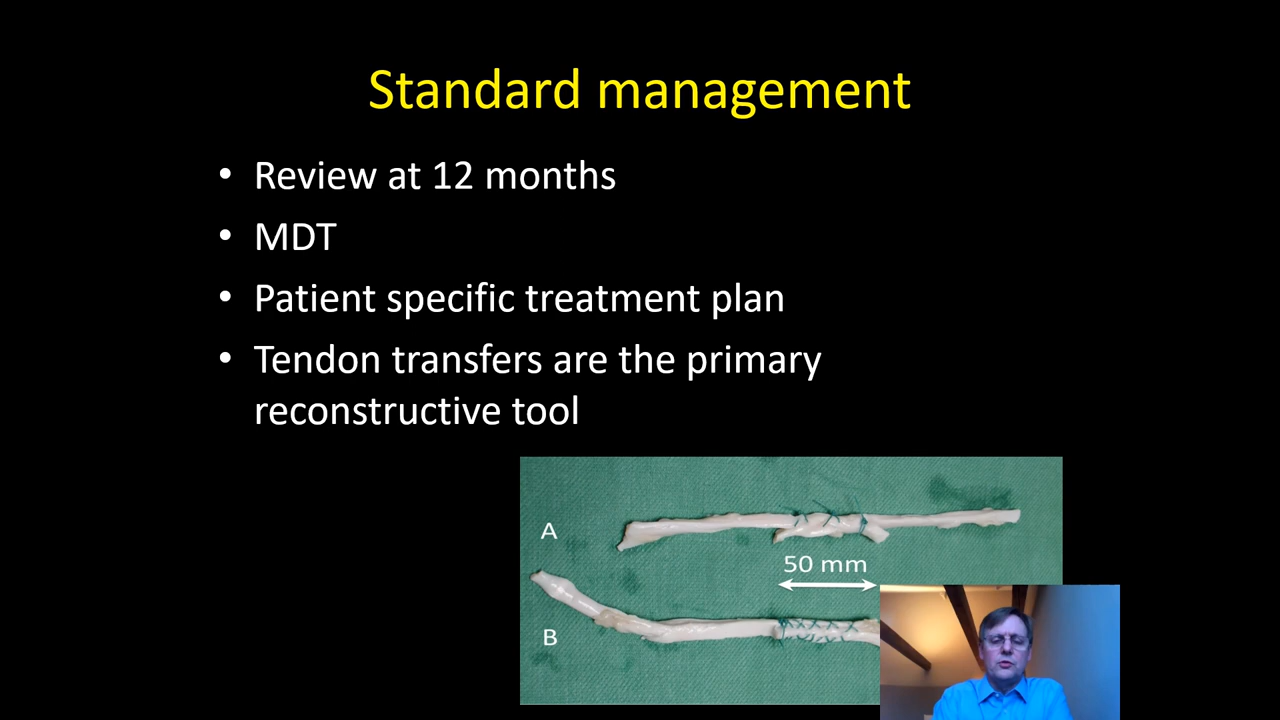 Standard management
• Review at 12 months
• MDT
• Patient specific treatment plan
• Tendon transfers are the primary
reconstructive tool
A
50 mm
B